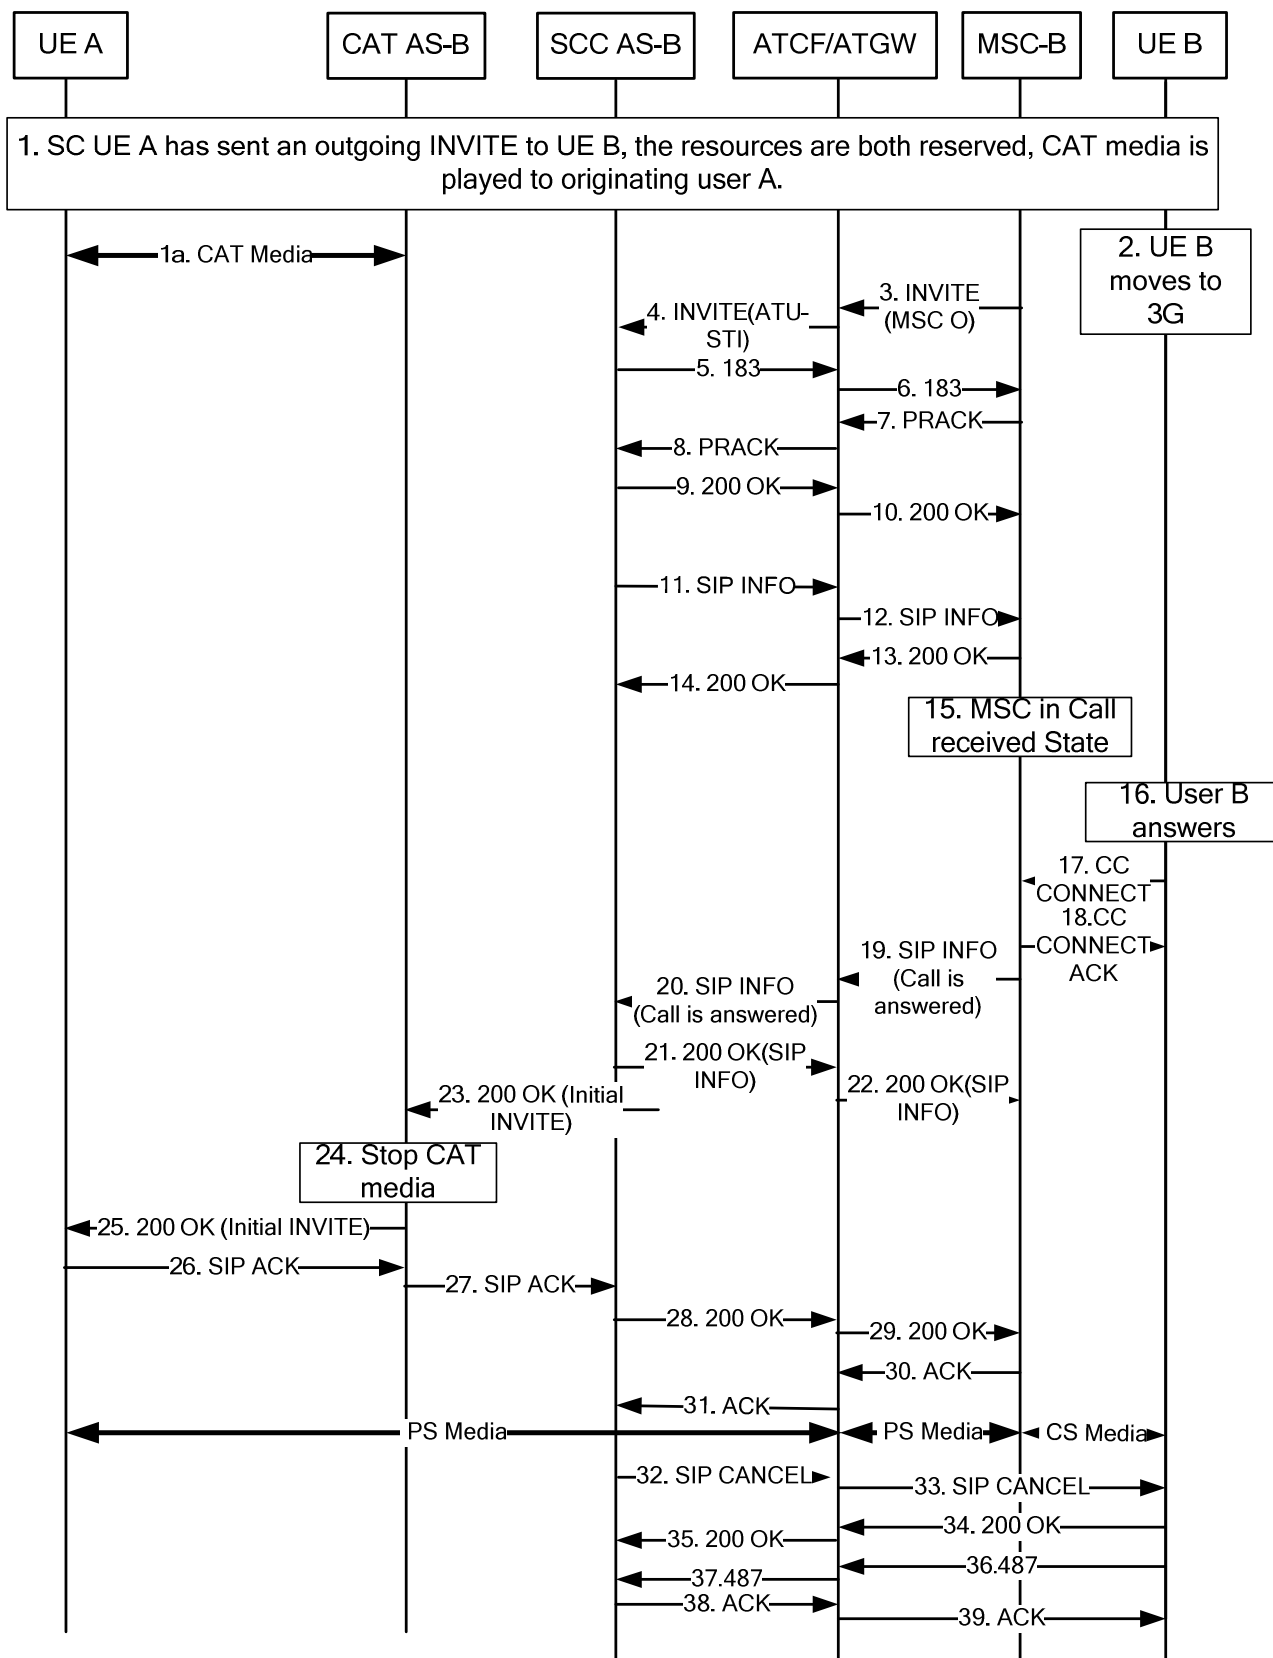 UE A
CAT AS-B
SCC AS-B
ATCF/ATGW
MSC-B
UE B
1. SC UE A has sent an outgoing INVITE to UE B, the resources are both reserved, CAT media is
played to originating user A.
1a. CAT Media
2. UE B
moves to
3G
3. INVITE
(MSC O)
4. INVITE(ATU-
STI)
5. 183
6. 183
7. PRACK
8. PRACK
9. 200 OK
10. 200 OK
11. SIP INFO
12. SIP INFO
13. 200 OK
14. 200 OK
15. MSC in Call
received State
16. User B
answers
17. CC
CONNECT
18.CC
CONNECT
ACK
19. SIP INFO
(Call is
answered)
20. SIP INFO
(Call is answered)
21. 200 OK(SIP
INFO)
22. 200 OK(SIP
INFO)
23. 200 OK (Initial
INVITE)
24. Stop CAT
media
25. 200 OK (Initial INVITE)
26. SIP ACK
27. SIP ACK
28. 200 OK
29. 200 OK
30. ACK
31. ACK
PS Media
PS Media
CS Media
32. SIP CANCEL
33. SIP CANCEL
34. 200 OK
35. 200 OK
36.487
37.487
38. ACK
39. ACK